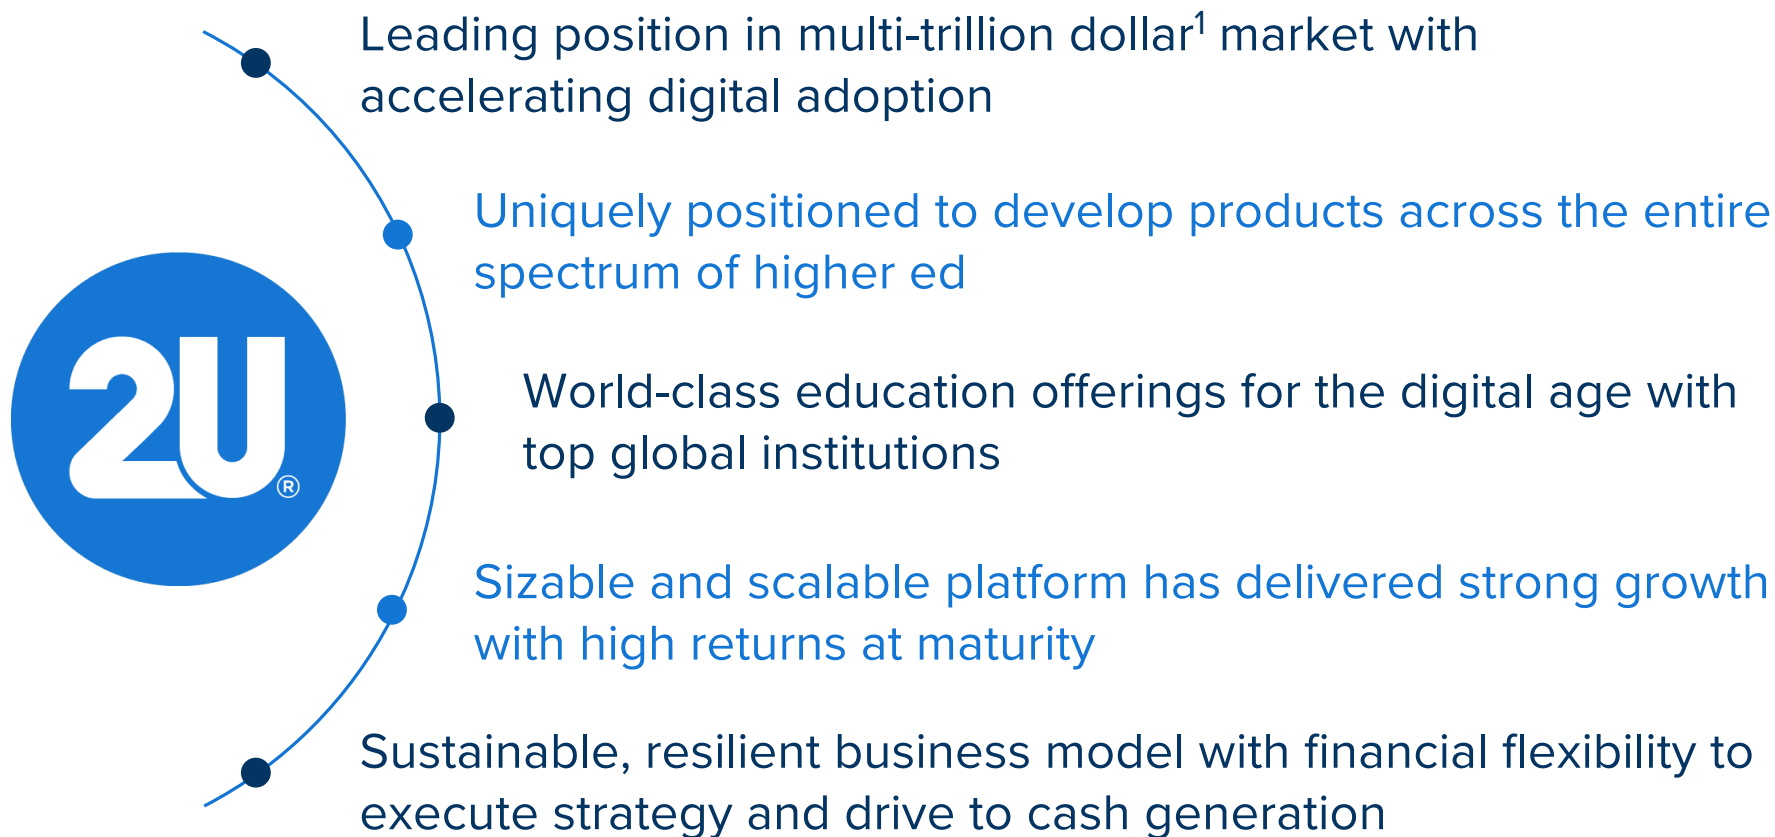 Leading position in multi-trillion dollar¹ market with
accelerating digital adoption
Uniquely positioned to develop products across the entire
spectrum of higher ed
2U®
World-class education offerings for the digital age with
top global institutions
Sizable and scalable platform has delivered strong growth
with high returns at maturity
Sustainable, resilient business model with financial flexibility to
execute strategy and drive to cash generation